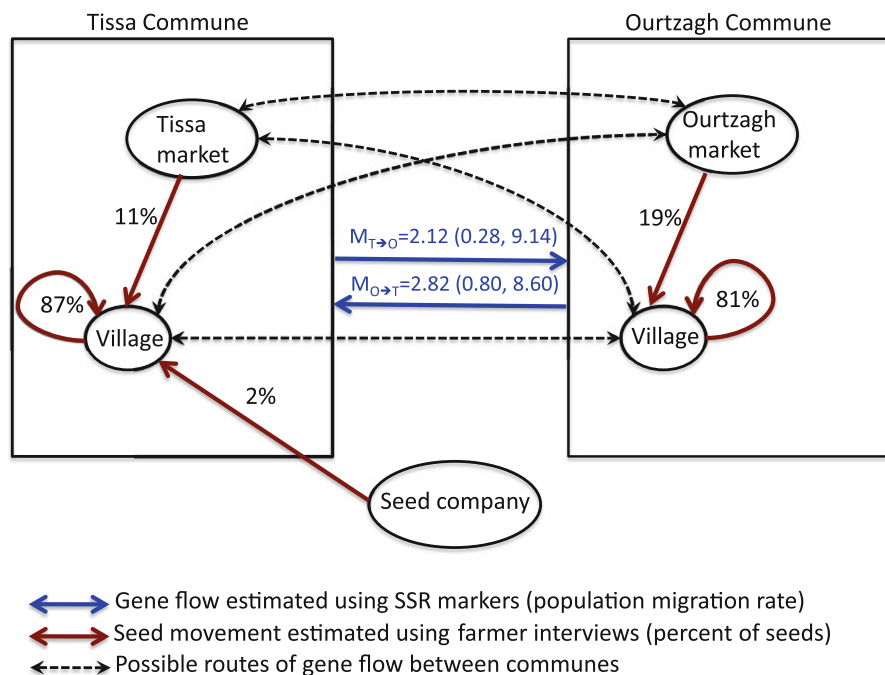 Tissa Commune
Ourtzagh Commune
Tissa
market
Ourtzagh
market
11%
19%
M_T→O=2.12 (0.28, 9.14)
M_O→T=2.82 (0.80, 8.60)
87%
81%
Village
Village
2%
Seed company
Gene flow estimated using SSR markers (population migration rate)
Seed movement estimated using farmer interviews (percent of seeds)
Possible routes of gene flow between communes